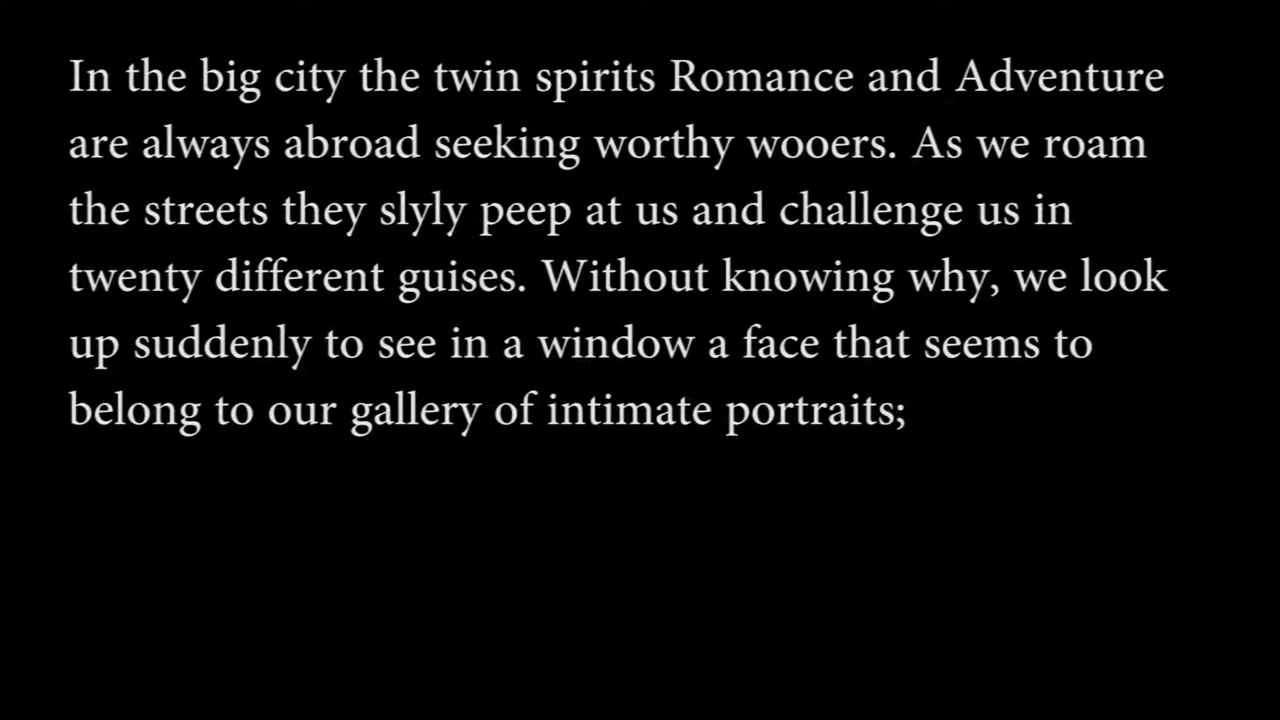 In the big city the twin spirits Romance and Adventure
are always abroad seeking worthy wooers. As we roam
the streets they slyly peep at us and challenge us in
twenty different guises. Without knowing why, we look
up suddenly to see in a window a face that seems to
belong to our gallery of intimate portraits;